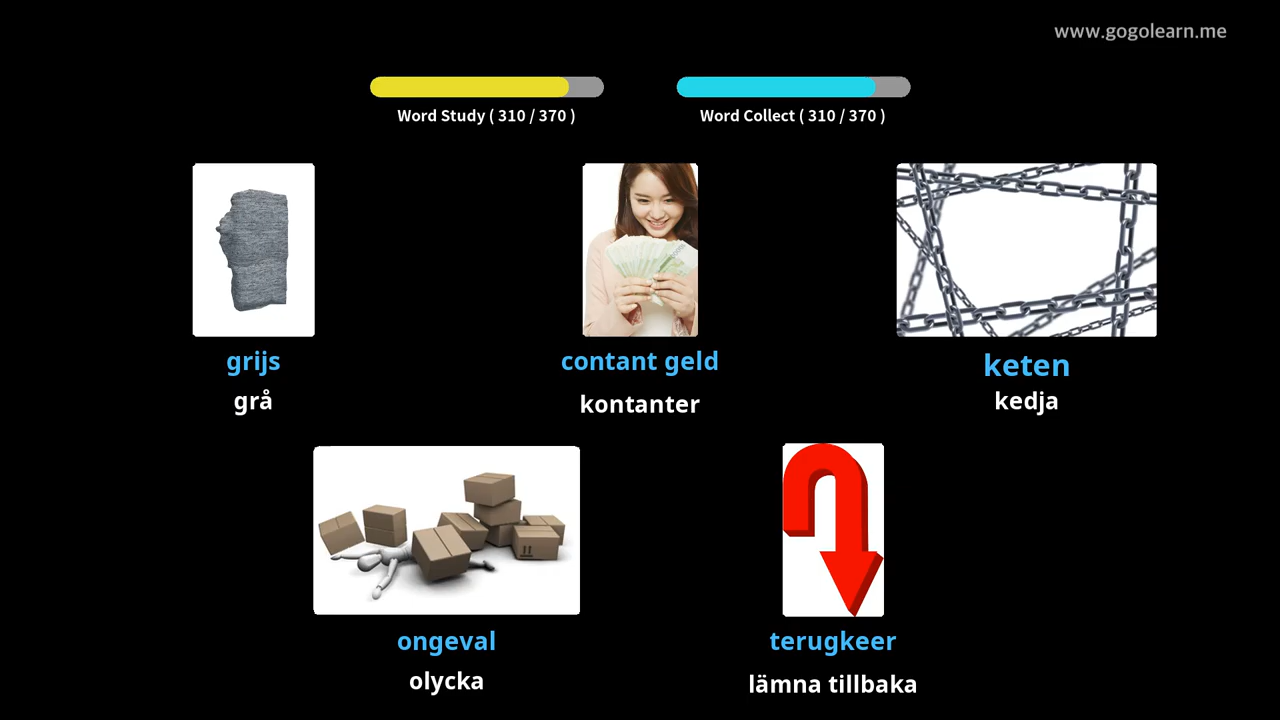 www.gogolearn.me
Word Study ( 310 / 370 )
Word Collect ( 310 / 370 )
grijs
grå
contant geld
kontanter
keten
kedja
ongeval
olycka
terugkeer
lämna tillbaka